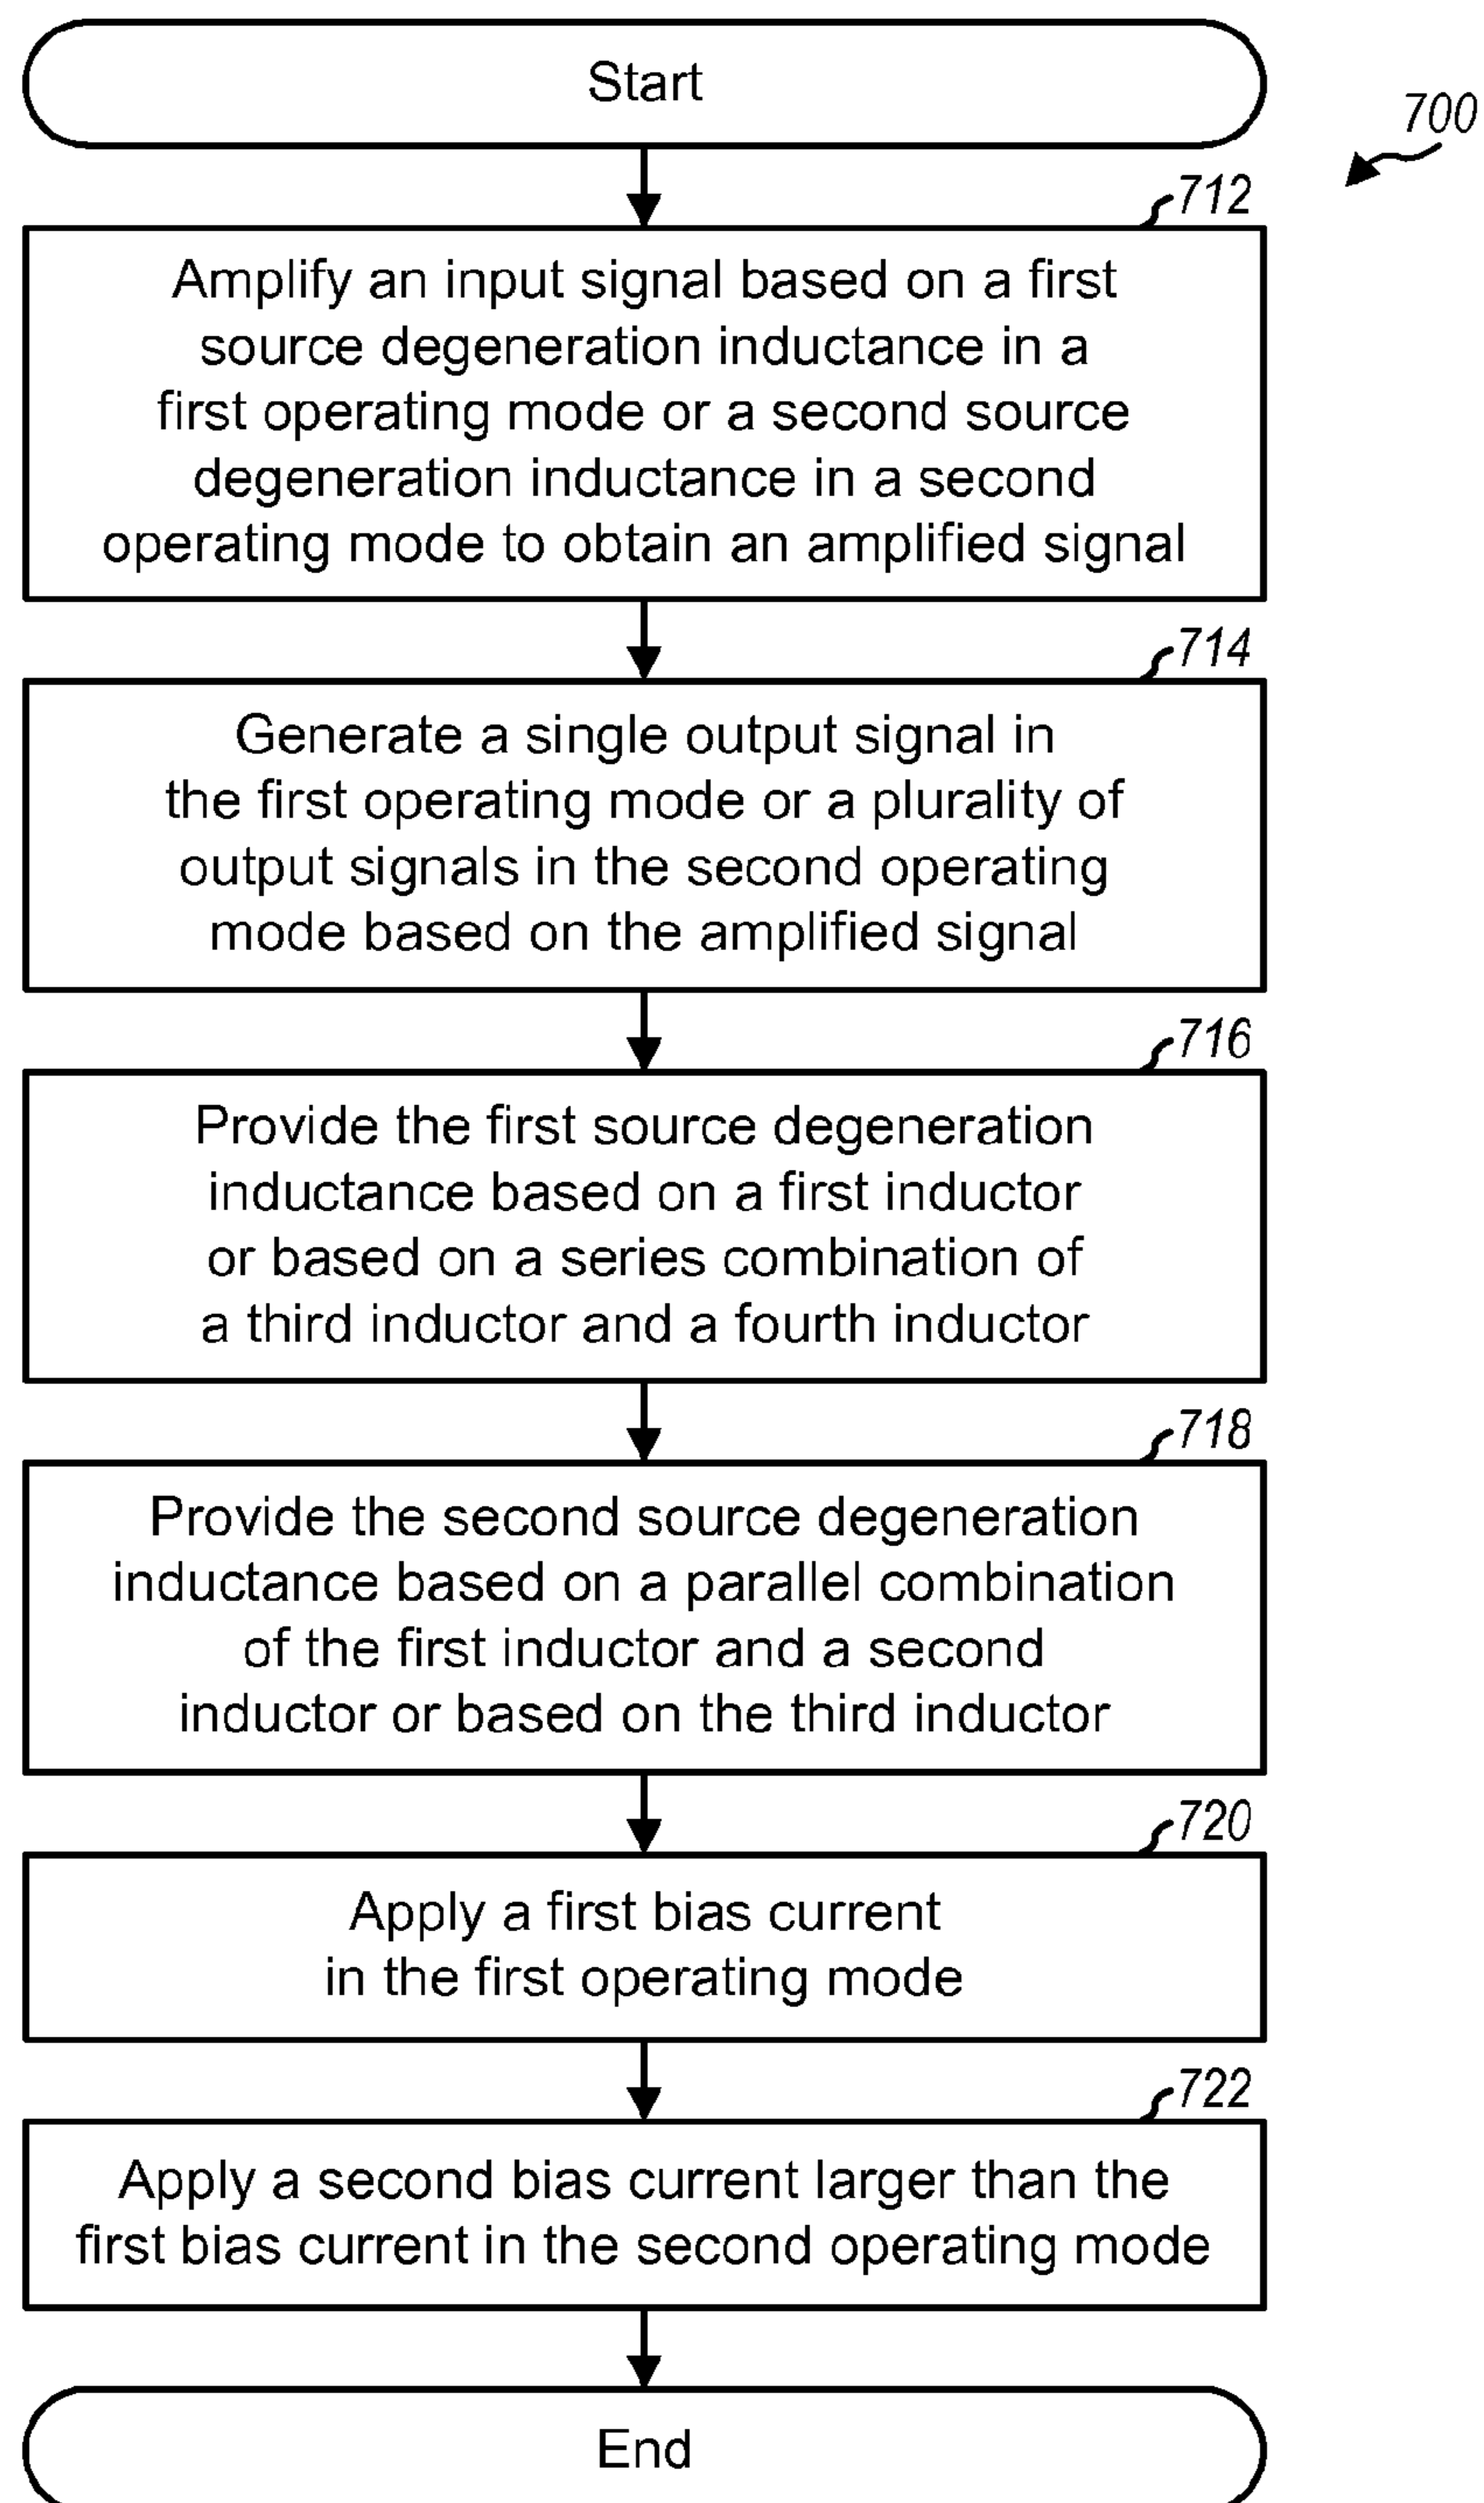 Start
700
712
Amplify an input signal based on a first
source degeneration inductance in a
first operating mode or a second source
degeneration inductance in a second
operating mode to obtain an amplified signal
714
Generate a single output signal in
the first operating mode or a plurality of
output signals in the second operating
mode based on the amplified signal
716
Provide the first source degeneration
inductance based on a first inductor
or based on a series combination of
a third inductor and a fourth inductor
718
Provide the second source degeneration
inductance based on a parallel combination
of the first inductor and a second
inductor or based on the third inductor
720
Apply a first bias current
in the first operating mode
722
Apply a second bias current larger than the
first bias current in the second operating mode
End